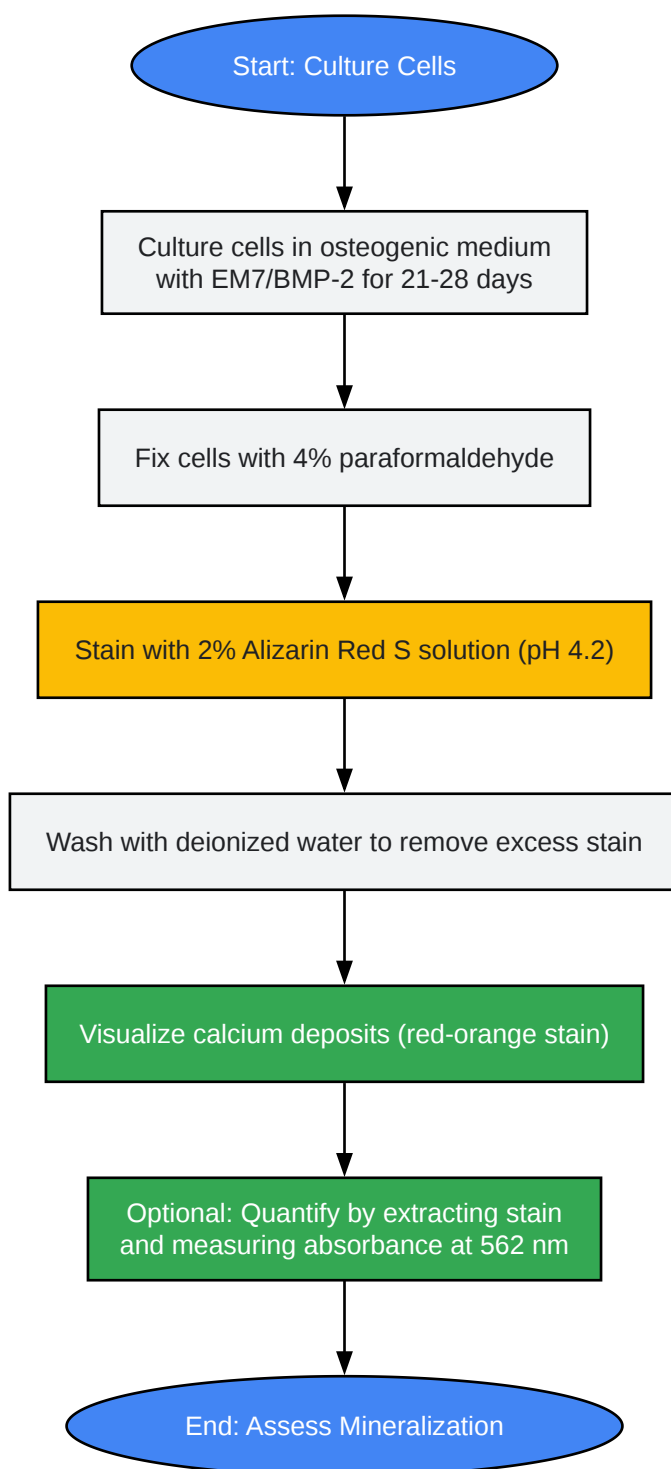 Start: Culture Cells
Culture cells in osteogenic medium
with EM7/BMP-2 for 21-28 days
Fix cells with 4% paraformaldehyde
Stain with 2% Alizarin Red S solution (pH 4.2)
Wash with deionized water to remove excess stain
Visualize calcium deposits (red-orange stain)
Optional: Quantify by extracting stain
and measuring absorbance at 562 nm
End: Assess Mineralization